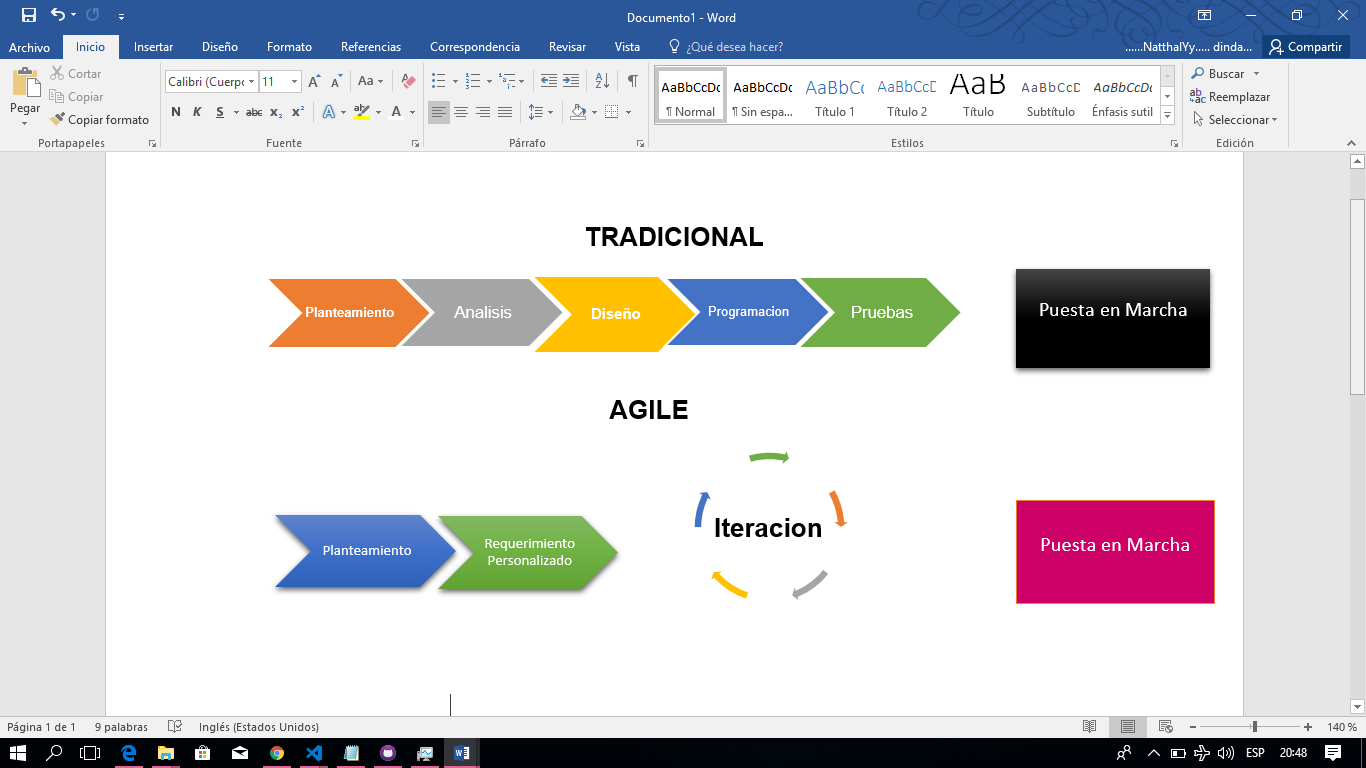 Documento1 - Word
Archivo
Inicio
Insertar
Diseño
Formato
Referencias
Correspondencia
Revisar
Vista
¿Qué desea hacer?
......NatthalYy..... dinda...
Compartir
Pegar
Cortar
Copiar
Copiar formato
Portapapeles
Calibri (Cuerpo
11
Aa
N K S abc x₂ x² A ab A
Fuente
Párrafo
AaBbCcDc
¶ Normal
AaBbCcDc
¶ Sin espa...
AaBbCc
Título 1
AaBbCcD
Título 2
AaB
Título
AaBbCcD
Subtítulo
AaBbCcDc
Énfasis sutil
Estilos
Buscar
Reemplazar
Seleccionar
Edición
TRADICIONAL
Planteamiento
Analisis
Diseño
Programacion
Pruebas
Puesta en Marcha
AGILE
Planteamiento
Requerimiento
Personalizado
Iteracion
Puesta en Marcha
Página 1 de 1
9 palabras
Inglés (Estados Unidos)
140 %
ESP
20:48